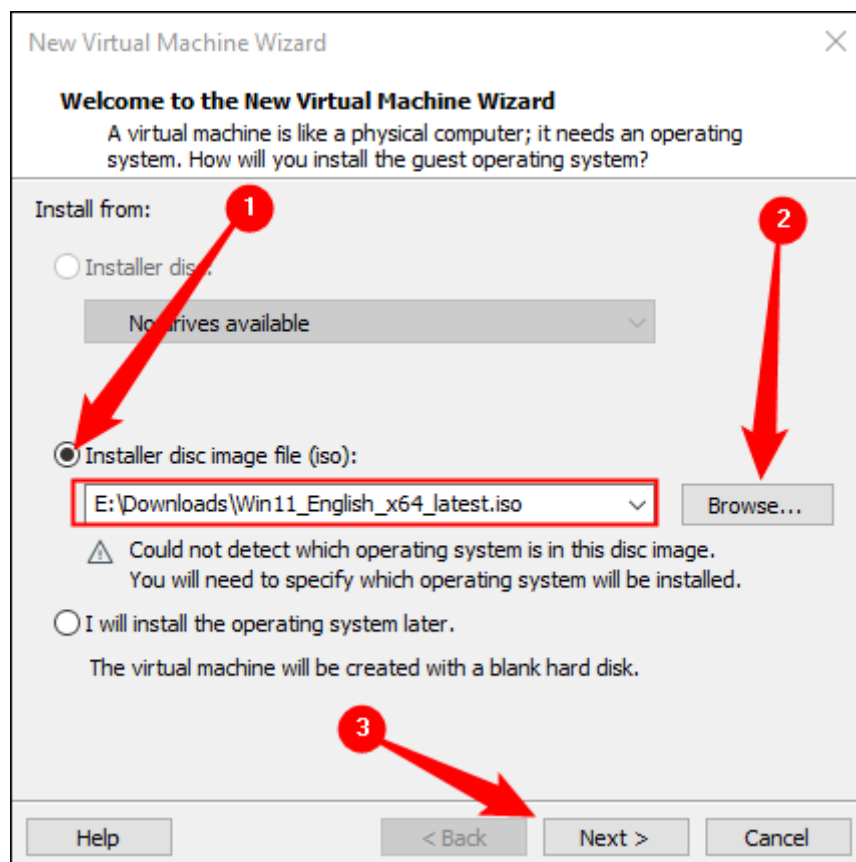 New Virtual Machine Wizard
Welcome to the New Virtual Machine Wizard
A virtual machine is like a physical computer; it needs an operating
system. How will you install the guest operating system?
Install from:
1
2
Installer disc:
No drives available
Installer disc image file (iso):
E:\Downloads\Win11_English_x64_latest.iso
Browse...
Could not detect which operating system is in this disc image.
You will need to specify which operating system will be installed.
I will install the operating system later.
The virtual machine will be created with a blank hard disk.
3
Help
< Back
Next >
Cancel